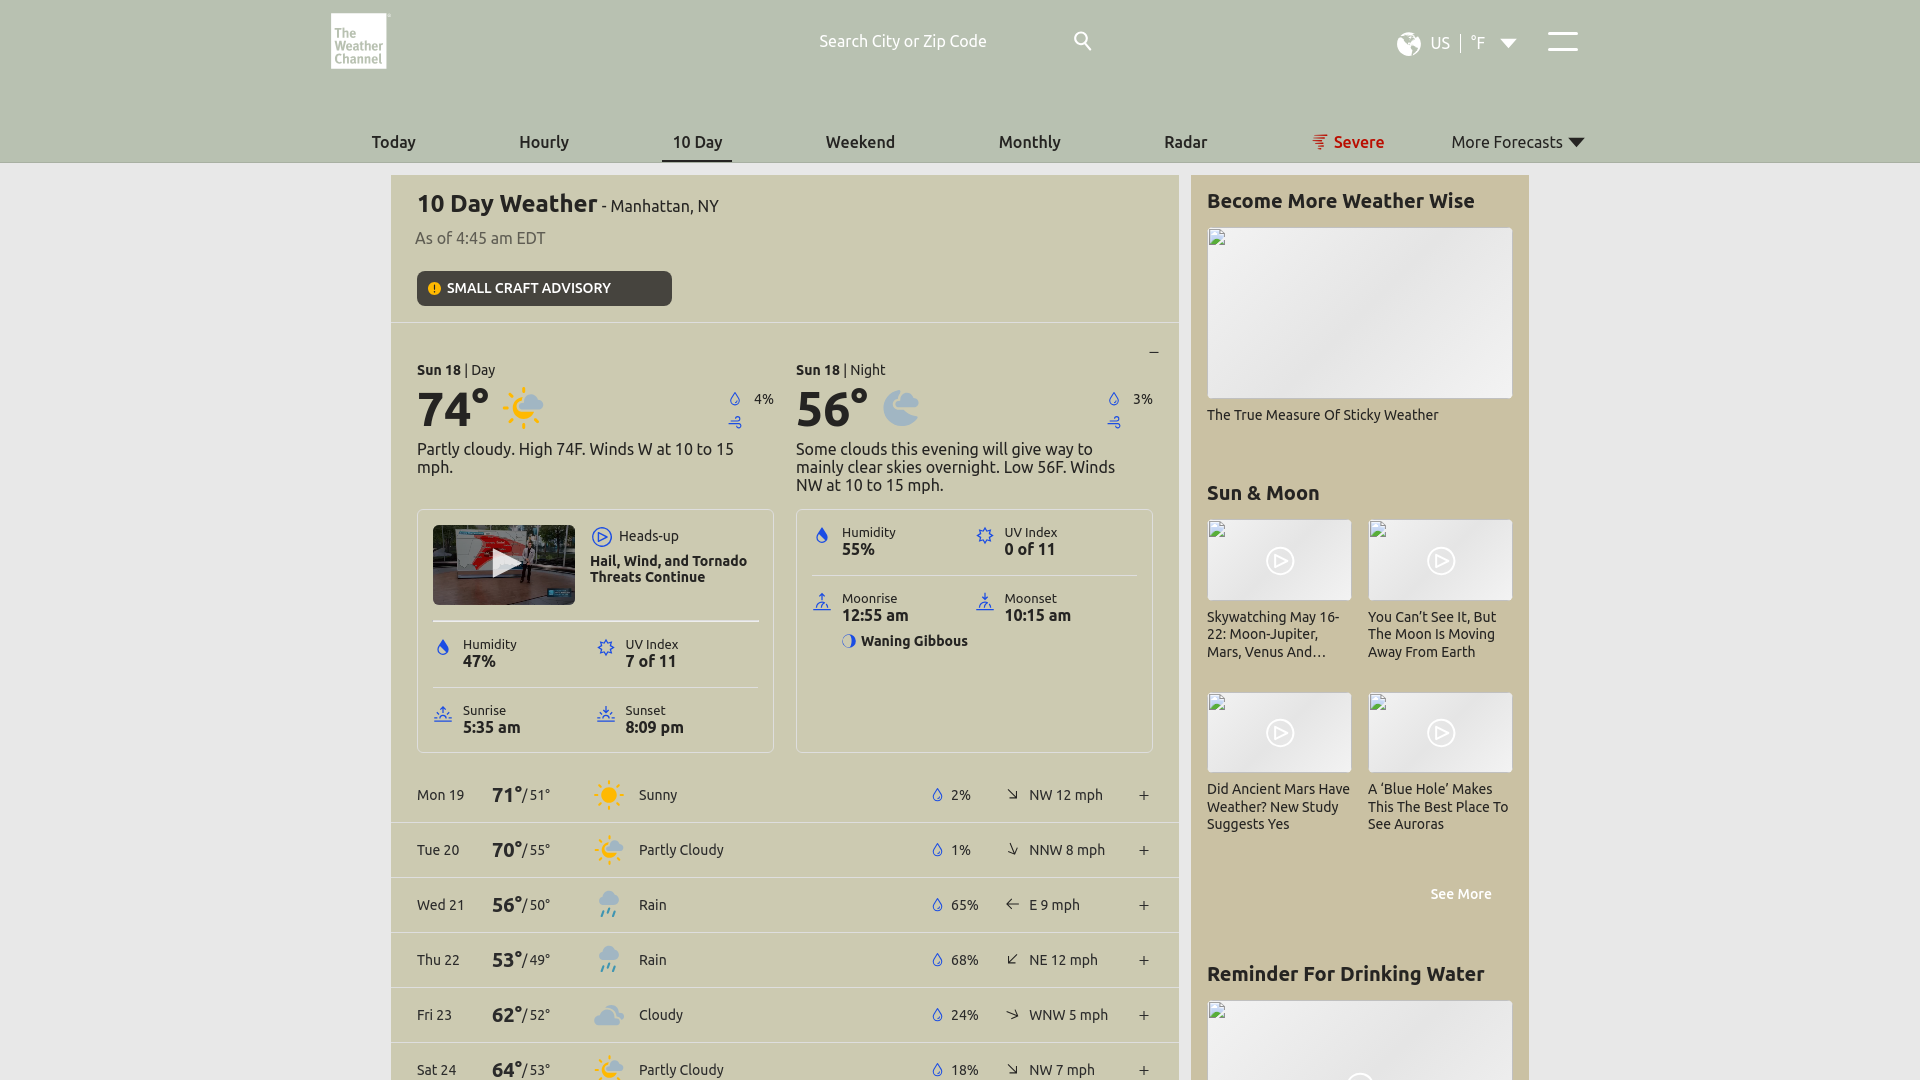 The
Weather
Channel
Search City or Zip Code
US | °F
Today
Hourly
10 Day
Weekend
Monthly
Radar
Severe
More Forecasts
10 Day Weather - Manhattan, NY
As of 4:45 am EDT
SMALL CRAFT ADVISORY
Sun 18 | Day
74°
4%
Partly cloudy. High 74F. Winds W at 10 to 15
mph.
Heads-up
Hail, Wind, and Tornado
Threats Continue
Humidity
47%
UV Index
7 of 11
Sunrise
5:35 am
Sunset
8:09 pm
Sun 18 | Night
56°
3%
Some clouds this evening will give way to
mainly clear skies overnight. Low 56F. Winds
NW at 10 to 15 mph.
Humidity
55%
UV Index
0 of 11
Moonrise
12:55 am
Waning Gibbous
Moonset
10:15 am
Mon 19 71°/ 51° Sunny 2% NW 12 mph +
Tue 20 70°/ 55° Partly Cloudy 1% NNW 8 mph +
Wed 21 56°/ 50° Rain 65% E 9 mph +
Thu 22 53°/ 49° Rain 68% NE 12 mph +
Fri 23 62°/ 52° Cloudy 24% WNW 5 mph +
Sat 24 64°/ 53° Partly Cloudy 18% NW 7 mph +
Become More Weather Wise
The True Measure Of Sticky Weather
Sun & Moon
Skywatching May 16-
22: Moon-Jupiter,
Mars, Venus And…
You Can’t See It, But
The Moon Is Moving
Away From Earth
Did Ancient Mars Have
Weather? New Study
Suggests Yes
A ‘Blue Hole’ Makes
This The Best Place To
See Auroras
See More
Reminder For Drinking Water